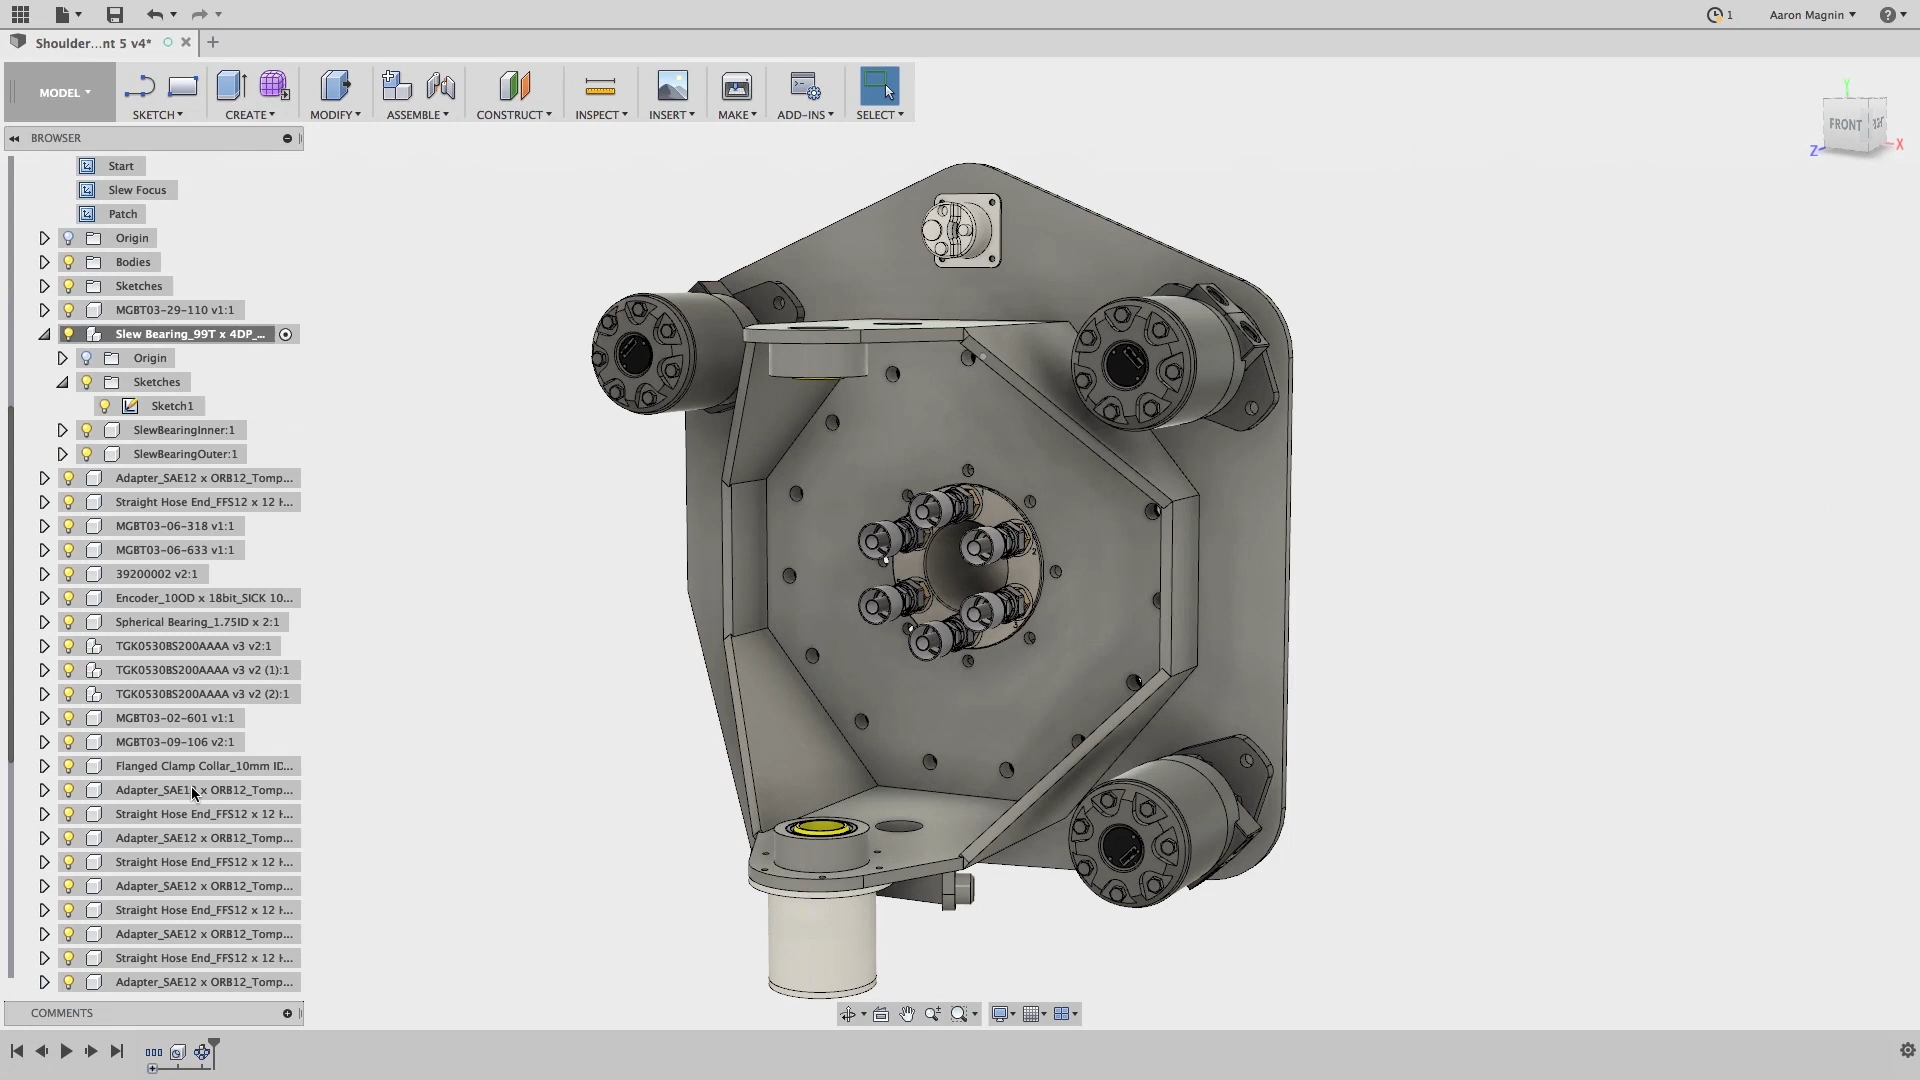 1
Aaron Magnin
Shoulder...nt 5 v4*
MODEL
SKETCH
CREATE
MODIFY
ASSEMBLE
CONSTRUCT
INSPECT
INSERT
MAKE
ADD-INS
SELECT
Y
FRONT
Z
X
BROWSER
Start
Slew Focus
Patch
Origin
Bodies
Sketches
MGBT03-29-110 v1:1
Slew Bearing_99T x 4DP_...
Origin
Sketches
Sketch1
SlewBearingInner:1
SlewBearingOuter:1
Adapter_SAE12 x ORB12_Tomp...
Straight Hose End_FFS12 x 12 H...
MGBT03-06-318 v1:1
MGBT03-06-633 v1:1
39200002 v2:1
Encoder_10OD x 18bit_SICK 10...
Spherical Bearing_1.75ID x 2:1
TGK0530BS200AAAA v3 v2:1
TGK0530BS200AAAA v3 v2 (1):1
TGK0530BS200AAAA v3 v2 (2):1
MGBT03-02-601 v1:1
MGBT03-09-106 v2:1
Flanged Clamp Collar_10mm ID...
Adapter_SAE12 x ORB12_Tomp...
Straight Hose End_FFS12 x 12 H...
Adapter_SAE12 x ORB12_Tomp...
Straight Hose End_FFS12 x 12 H...
Adapter_SAE12 x ORB12_Tomp...
Straight Hose End_FFS12 x 12 H...
Adapter_SAE12 x ORB12_Tomp...
Straight Hose End_FFS12 x 12 H...
Adapter_SAE12 x ORB12_Tomp...
COMMENTS